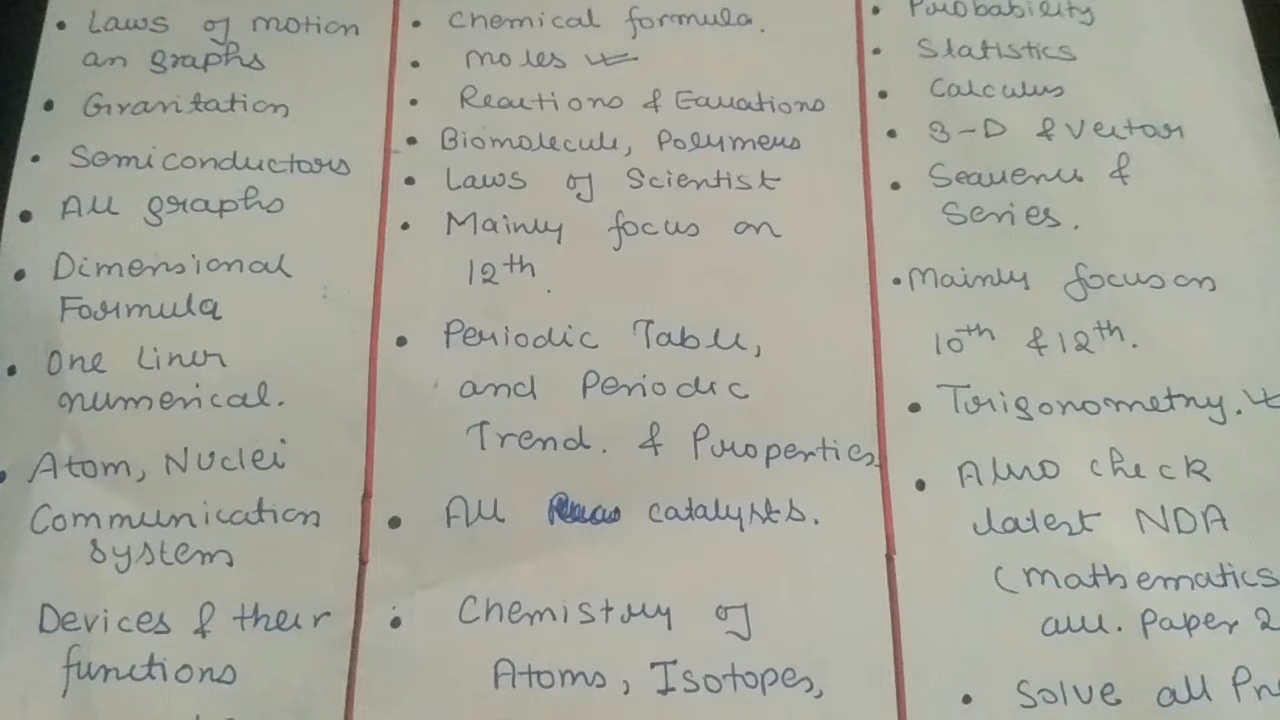 • Laws of motion
an graphs
• Gravitation
• Semiconductors
• All graphs
• Dimensional
Formula
• One Liner
numerical.
• Atom, Nuclei
Communication
system
Devices & their
functions
• Chemical formula.
• moles
• Reactions & Equations
• Biomolecule, Polymers
• Laws of Scientist
• Mainly focus on
12th.
• Periodic Table,
and Periodic
Trend. & Properties
• All catalysts.
• Chemistry of
Atoms, Isotopes,
• Probability
• Statistics
• Calculus
• 3-D & Vector
• Sequence &
Series.
• Mainly focus on
10th & 12th.
• Trigonometry.
• Also check
latest NDA
(mathematics
all. Paper 2
• Solve all